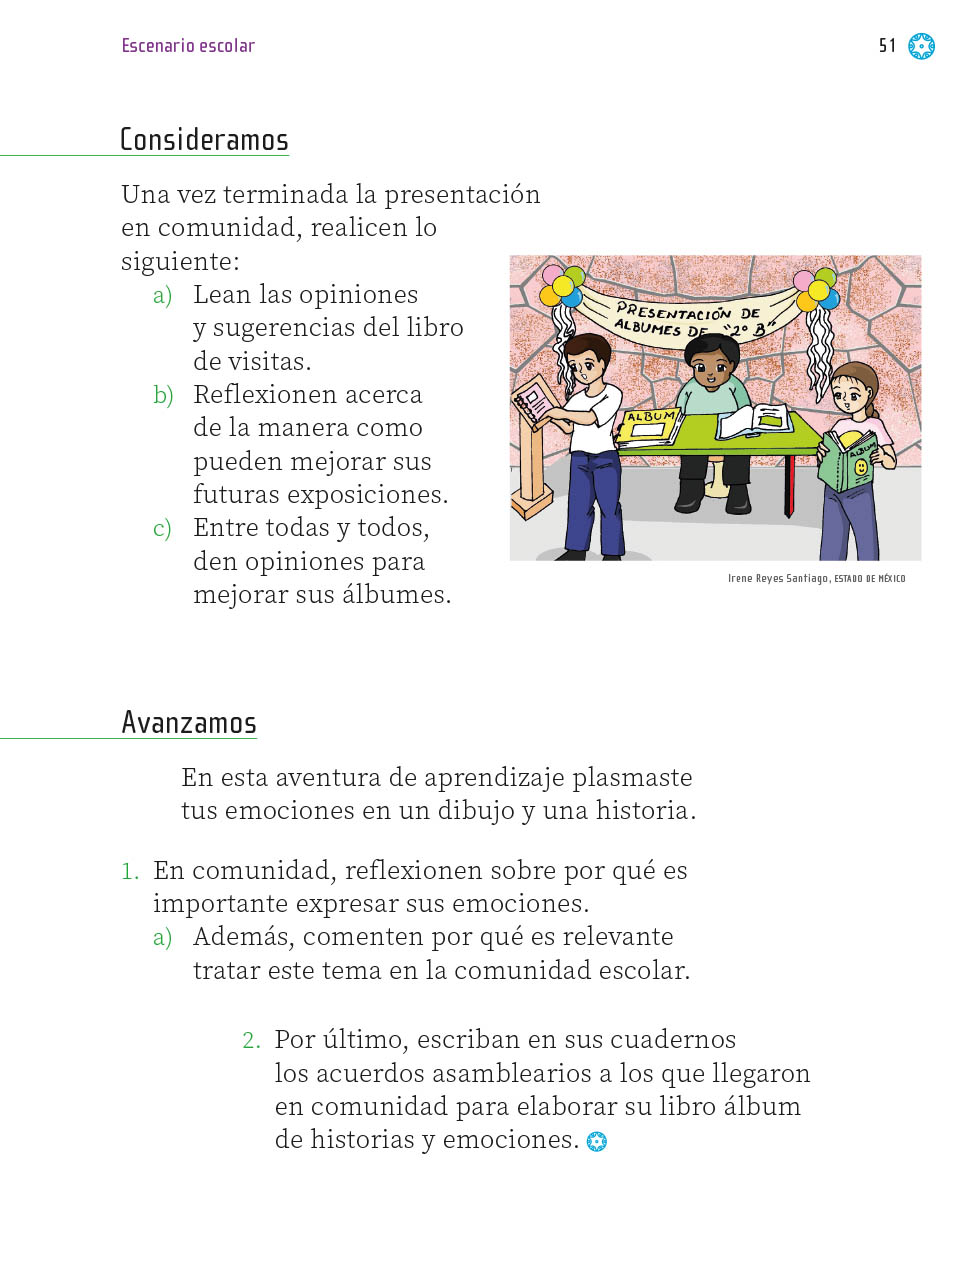 Escenario escolar
51
Consideramos
Una vez terminada la presentación
en comunidad, realicen lo
siguiente:
a) Lean las opiniones
y sugerencias del libro
de visitas.
b) Reflexionen acerca
de la manera como
pueden mejorar sus
futuras exposiciones.
c) Entre todas y todos,
den opiniones para
mejorar sus álbumes.
PRESENTACIÓN DE
ALBUMES DE "2° B"
ALBUM
ALBUM
Irene Reyes Santiago, ESTADO DE MÉXICO
Avanzamos
En esta aventura de aprendizaje plasmaste
tus emociones en un dibujo y una historia.
1. En comunidad, reflexionen sobre por qué es
importante expresar sus emociones.
a) Además, comenten por qué es relevante
tratar este tema en la comunidad escolar.
2. Por último, escriban en sus cuadernos
los acuerdos asamblearios a los que llegaron
en comunidad para elaborar su libro álbum
de historias y emociones.